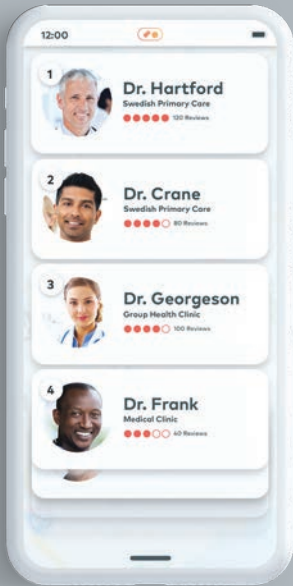 12:00
1
Dr. Hartford
Swedish Primary Care
120 Reviews
2
Dr. Crane
Swedish Primary Care
80 Reviews
3
Dr. Georgeson
Group Health Clinic
100 Reviews
4
Dr. Frank
Medical Clinic
40 Reviews